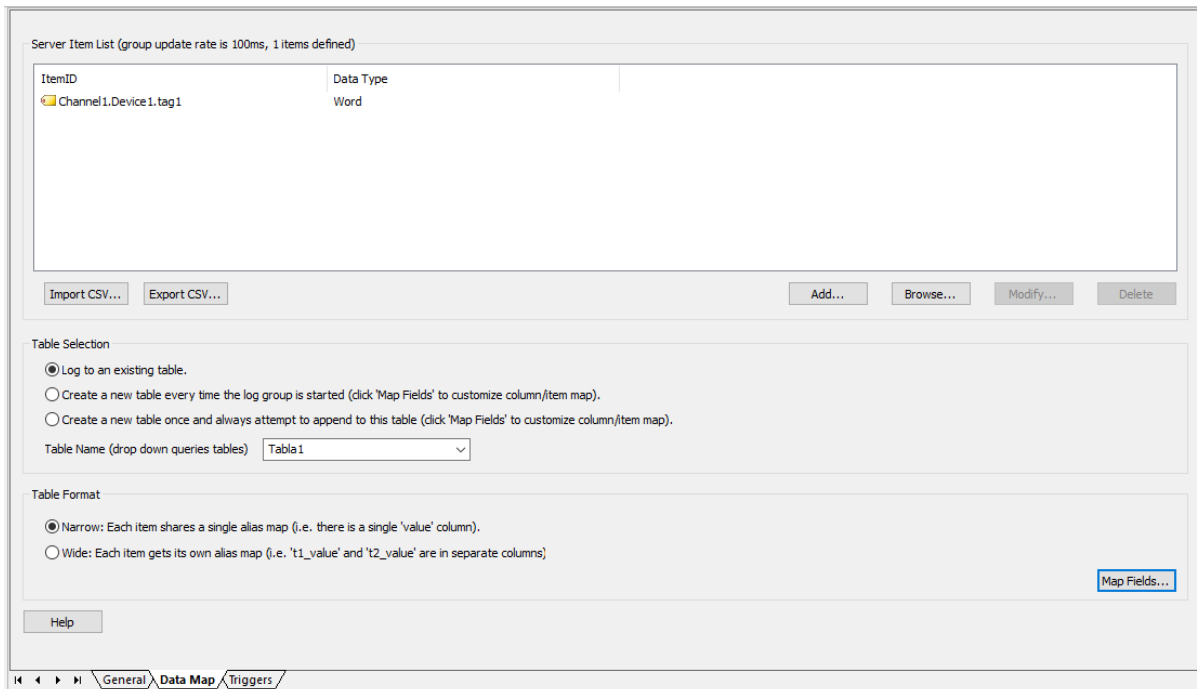 Server Item List (group update rate is 100ms, 1 items defined)
ItemID Data Type
Channel1.Device1.tag1 Word
Import CSV... Export CSV... Add... Browse... Modify... Delete
Table Selection
Log to an existing table.
Create a new table every time the log group is started (click 'Map Fields' to customize column/item map).
Create a new table once and always attempt to append to this table (click 'Map Fields' to customize column/item map).
Table Name (drop down queries tables) Tabla1
Table Format
Narrow: Each item shares a single alias map (i.e. there is a single 'value' column).
Wide: Each item gets its own alias map (i.e. 't1_value' and 't2_value' are in separate columns)
Map Fields...
Help
General Data Map Triggers